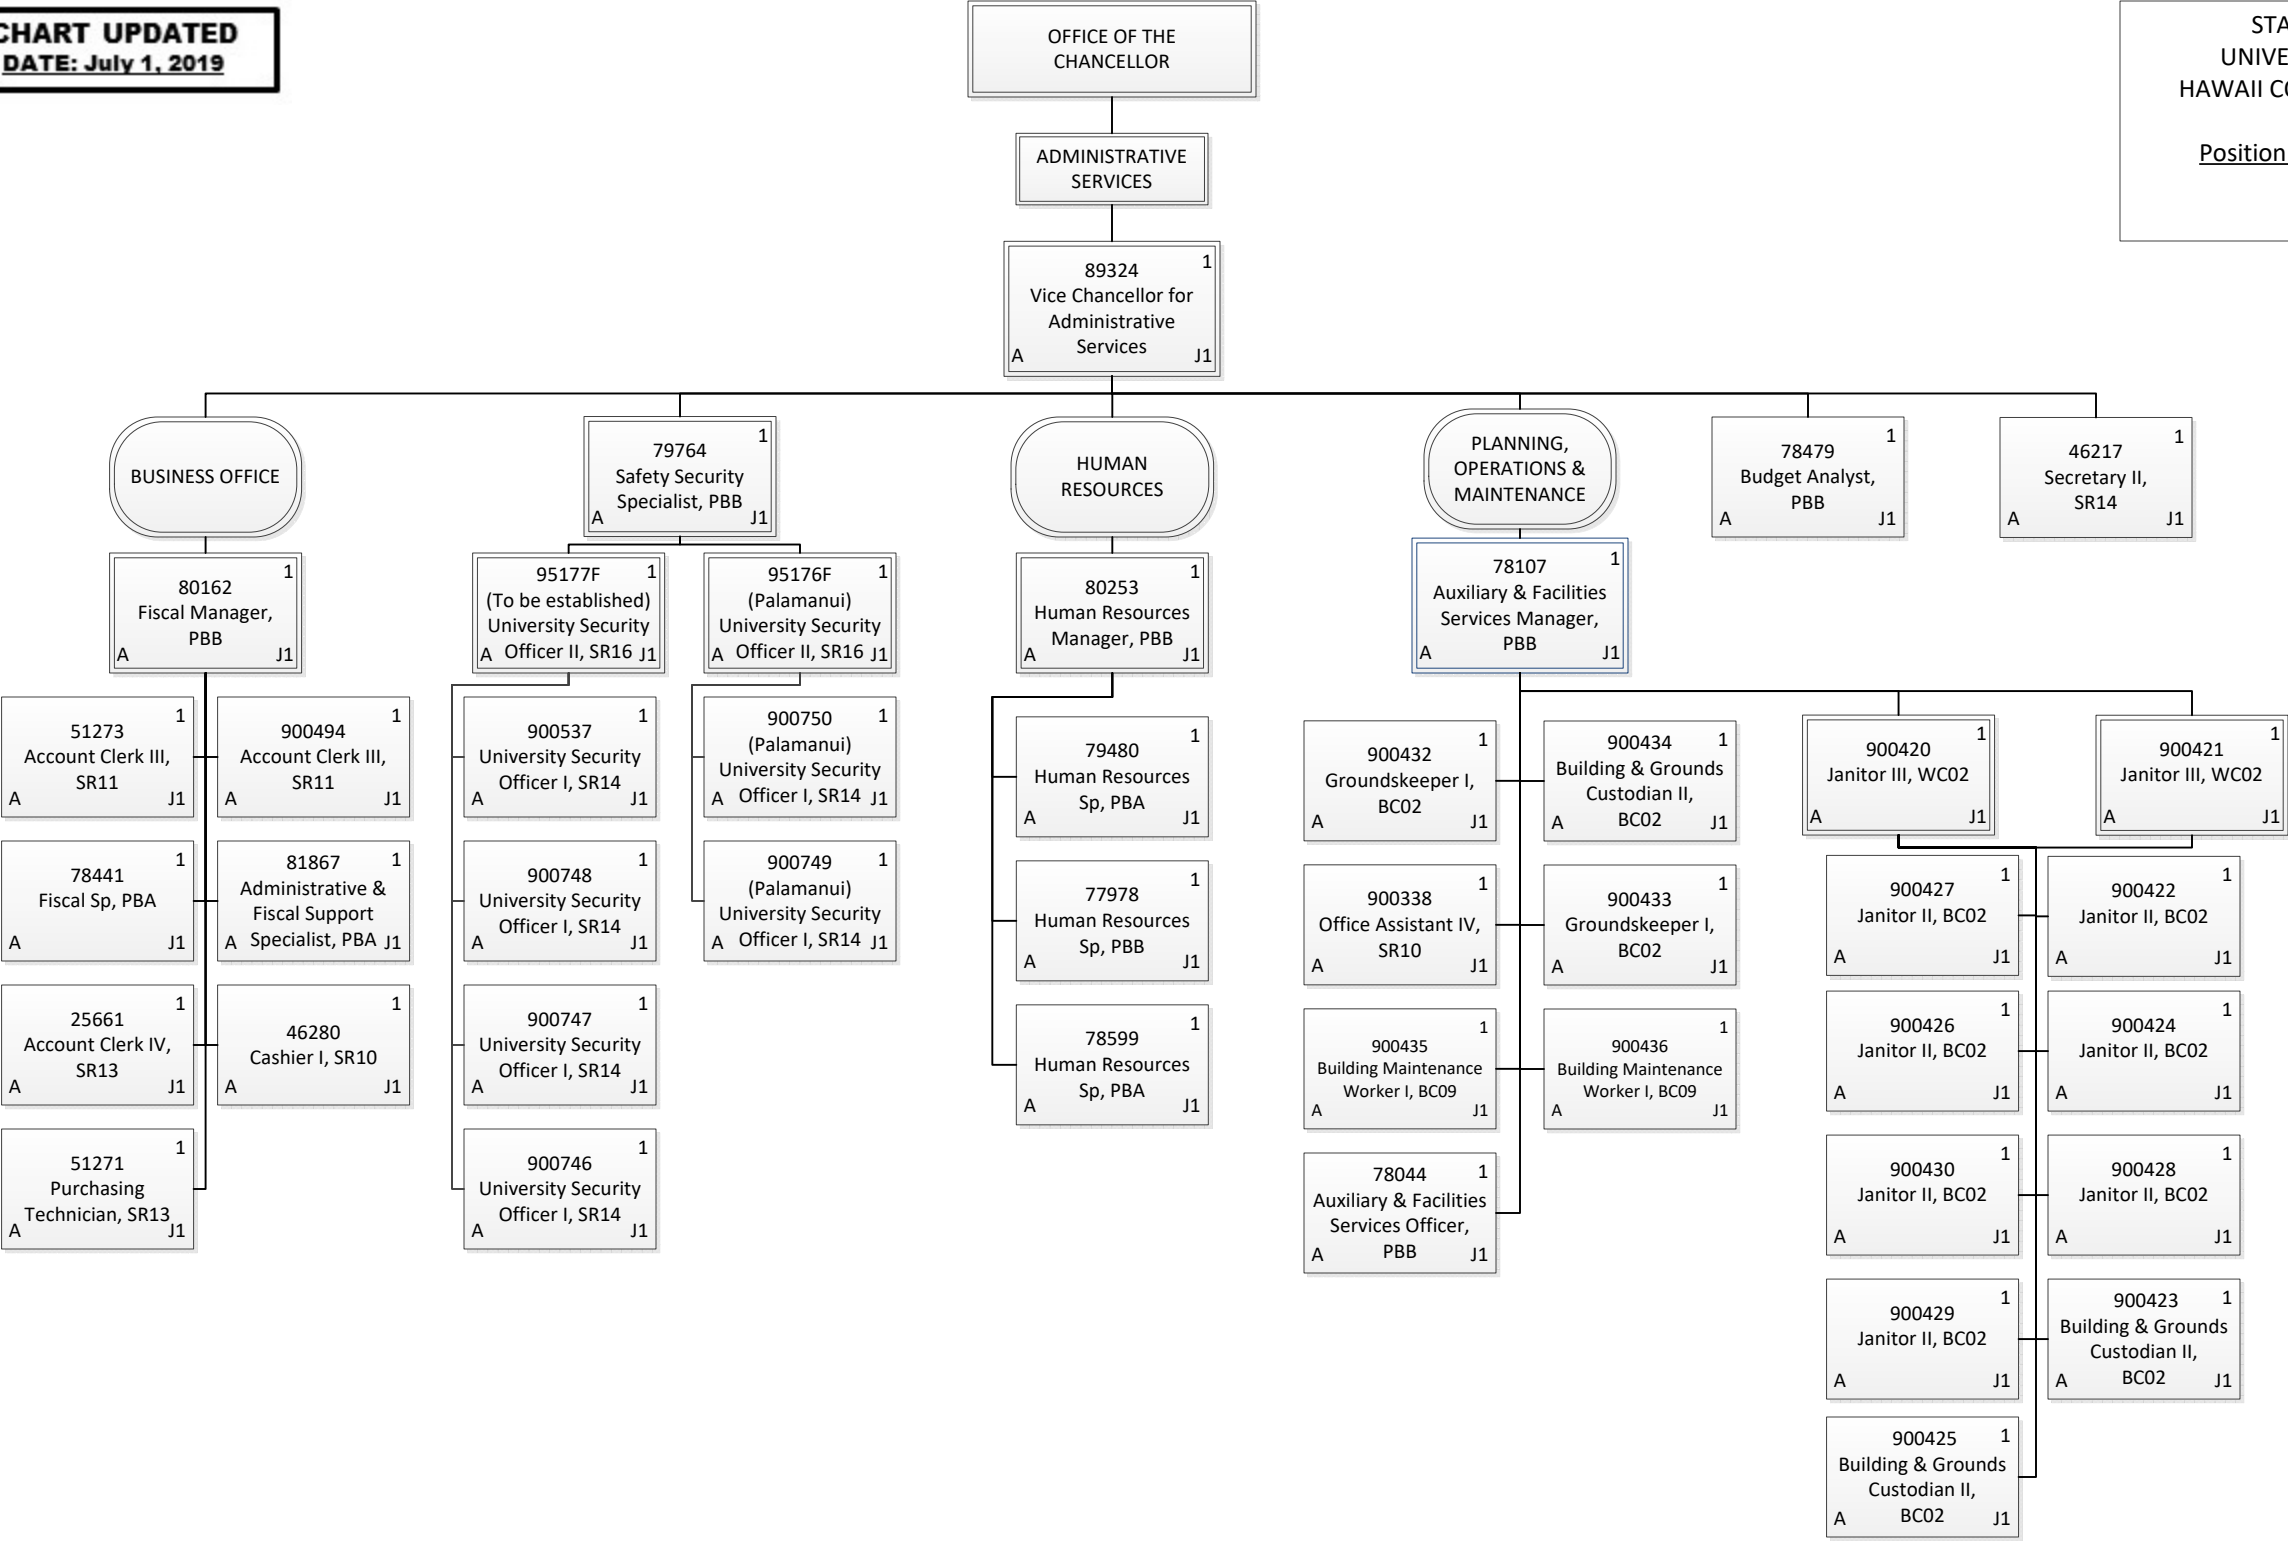 CHART UPDATED
DATE: July 1, 2019
OFFICE OF THE
CHANCELLOR
HAWAII
Position
ADMINISTRATIVE
SERVICES
1
89324
Vice Chancellor for
Administrative
Services
A J1
BUSINESS OFFICE
1
79764
Safety Security
Specialist, PBB
A J1
HUMAN
RESOURCES
PLANNING,
OPERATIONS &
MAINTENANCE
1
78479
Budget Analyst,
PBB
A J1
1
46217
Secretary II,
SR14
A J1
1
80162
Fiscal Manager,
PBB
A J1
95177F 1
(To be established)
University Security
Officer II, SR16
A J1
95176F 1
(Palamanui)
University Security
Officer II, SR16
A J1
1
80253
Human Resources
Manager, PBB
A J1
1
78107
Auxiliary & Facilities
Services Manager,
PBB
A J1
1
51273
Account Clerk III,
SR11
A J1
1
900494
Account Clerk III,
SR11
A J1
1
78441
Fiscal Sp, PBA
A J1
81867 1
Administrative &
Fiscal Support
Specialist, PBA
A J1
1
25661
Account Clerk IV,
SR13
A J1
1
46280
Cashier I, SR10
A J1
1
51271
Purchasing
Technician, SR13
A J1
1
900537
University Security
Officer I, SR14
A J1
1
900748
University Security
Officer I, SR14
A J1
1
900747
University Security
Officer I, SR14
A J1
1
900746
University Security
Officer I, SR14
A J1
900750 1
(Palamanui)
University Security
Officer I, SR14
A J1
900749 1
(Palamanui)
University Security
Officer I, SR14
A J1
1
79480
Human Resources
Sp, PBA
A J1
1
77978
Human Resources
Sp, PBB
A J1
1
78599
Human Resources
Sp, PBA
A J1
1
900432
Groundskeeper I,
BC02
A J1
900434 1
Building & Grounds
Custodian II,
BC02
A J1
1
900338
Office Assistant IV,
SR10
A J1
1
900433
Groundskeeper I,
BC02
A J1
1
900435
Building Maintenance
Worker I, BC09
A J1
1
900436
Building Maintenance
Worker I, BC09
A J1
78044 1
Auxiliary & Facilities
Services Officer,
PBB
A J1
1
900420
Janitor III, WC02
A J1
1
900421
Janitor III, WC02
A J1
1
900427
Janitor II, BC02
A J1
1
900422
Janitor II, BC02
A J1
1
900426
Janitor II, BC02
A J1
1
900424
Janitor II, BC02
A J1
1
900430
Janitor II, BC02
A J1
1
900428
Janitor II, BC02
A J1
1
900429
Janitor II, BC02
A J1
900423 1
Building & Grounds
Custodian II,
BC02
A J1
900425 1
Building & Grounds
Custodian II,
BC02
A J1